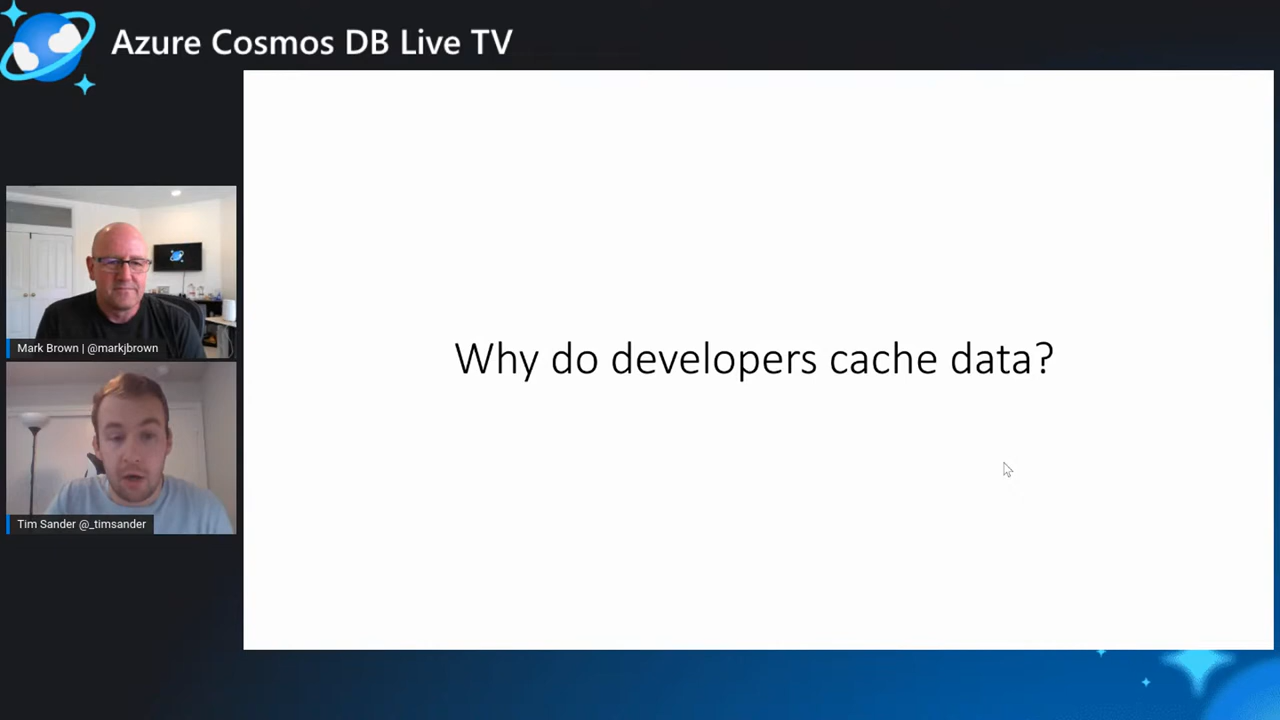 Azure Cosmos DB Live TV
Mark Brown | @markjbrown
Tim Sander @_timsander
Why do developers cache data?